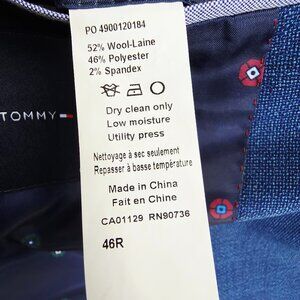 PO 4900120184
52% Wool-Laine
46% Polyester
2% Spandex
Dry clean only
Low moisture
Utility press
Nettoyage à sec seulement
Repasser à basse température
Made in China
Fait en Chine
CA01129 RN90736
46R
TOMMY